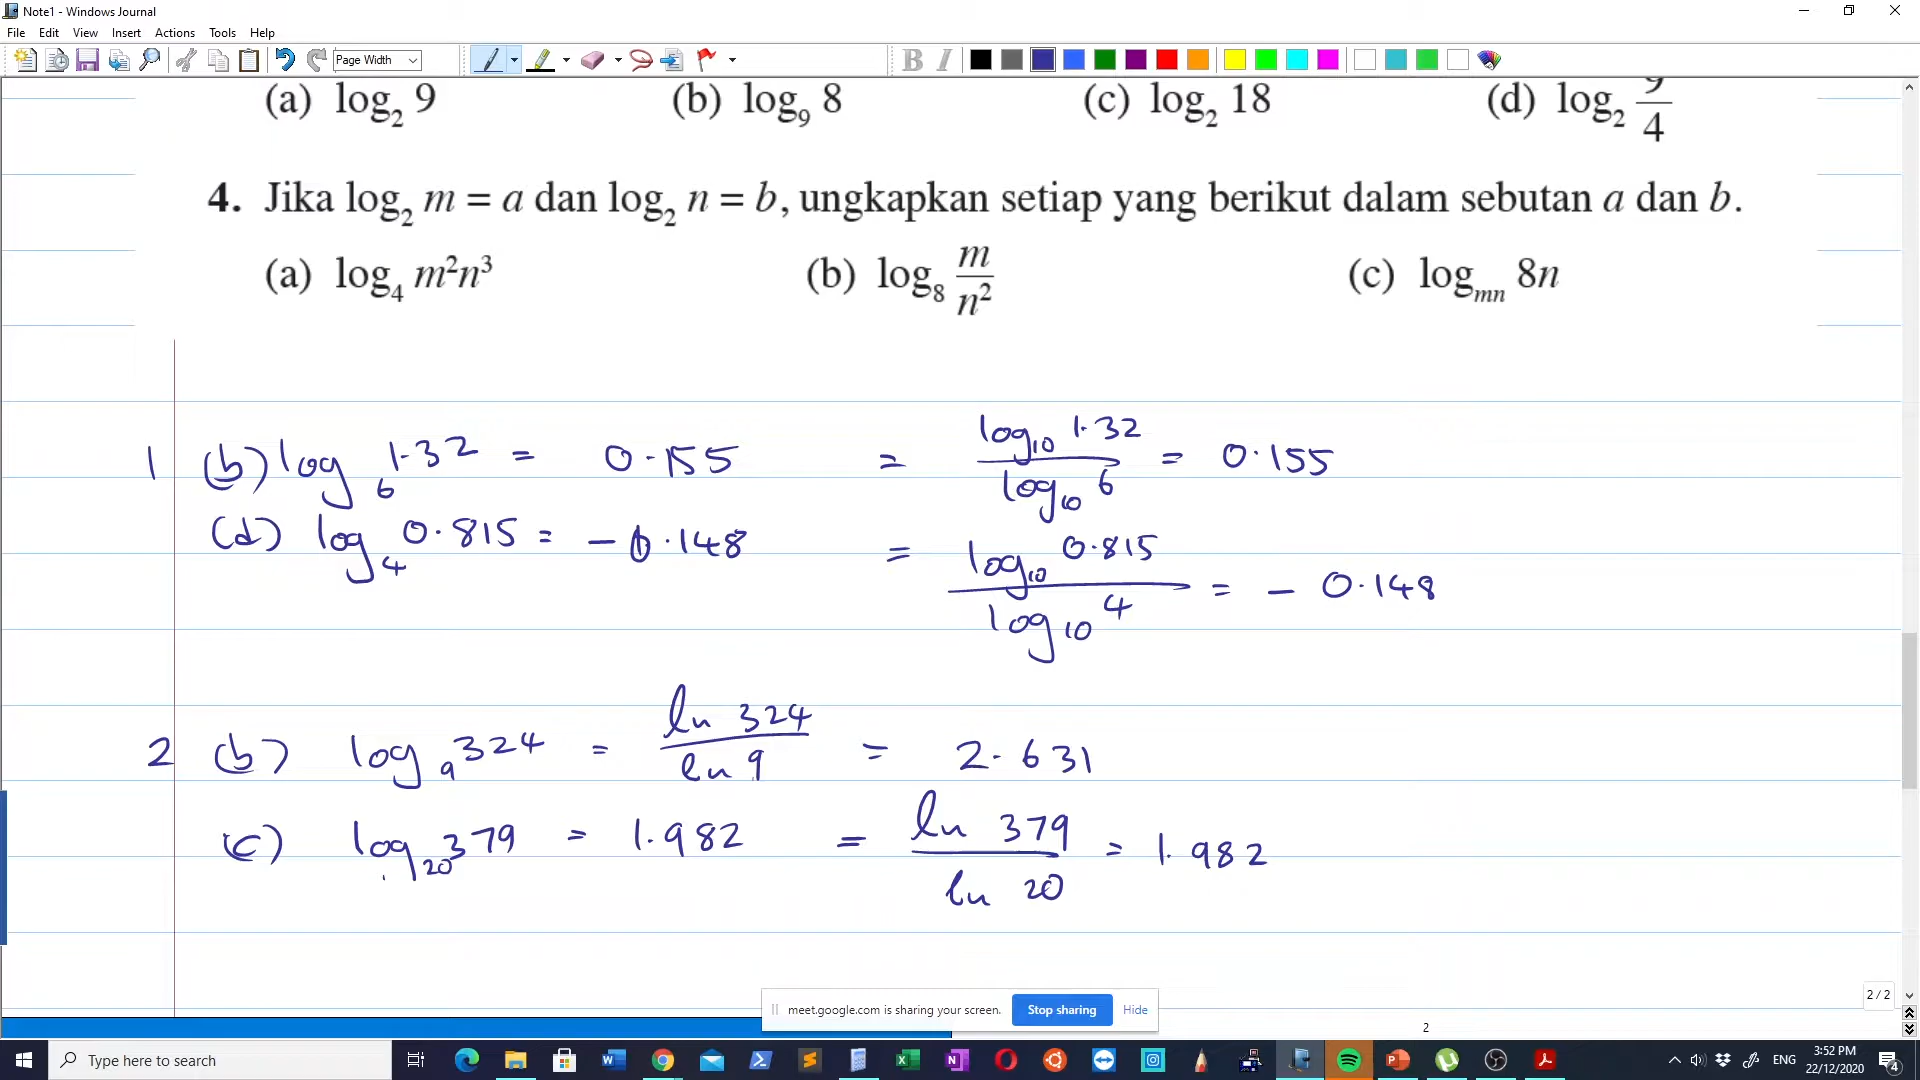 Note1 - Windows Journal
File Edit View Insert Actions Tools Help
Page Width
B I
(a) log₂ 9 (b) log₉ 8 (c) log₂ 18 (d) log₂ 9/4
4. Jika log₂ m = a dan log₂ n = b, ungkapkan setiap yang berikut dalam sebutan a dan b.
(a) log₄ m²n³ (b) log₈ m/n² (c) logₘₙ 8n
1 (b) log₆ 1.32 = 0.155 = log₁₀ 1.32 / log₁₀ 6 = 0.155
(d) log₄ 0.815 = - 0.148 = log₁₀ 0.815 / log₁₀ 4 = - 0.148
2 (b) log₉ 324 = ln 324 / ln 9 = 2.631
(c) log₂₀ 379 = 1.982 = ln 379 / ln 20 = 1.982
2 / 2
meet.google.com is sharing your screen. Stop sharing Hide
2
Type here to search
ENG
3:52 PM
22/12/2020
4